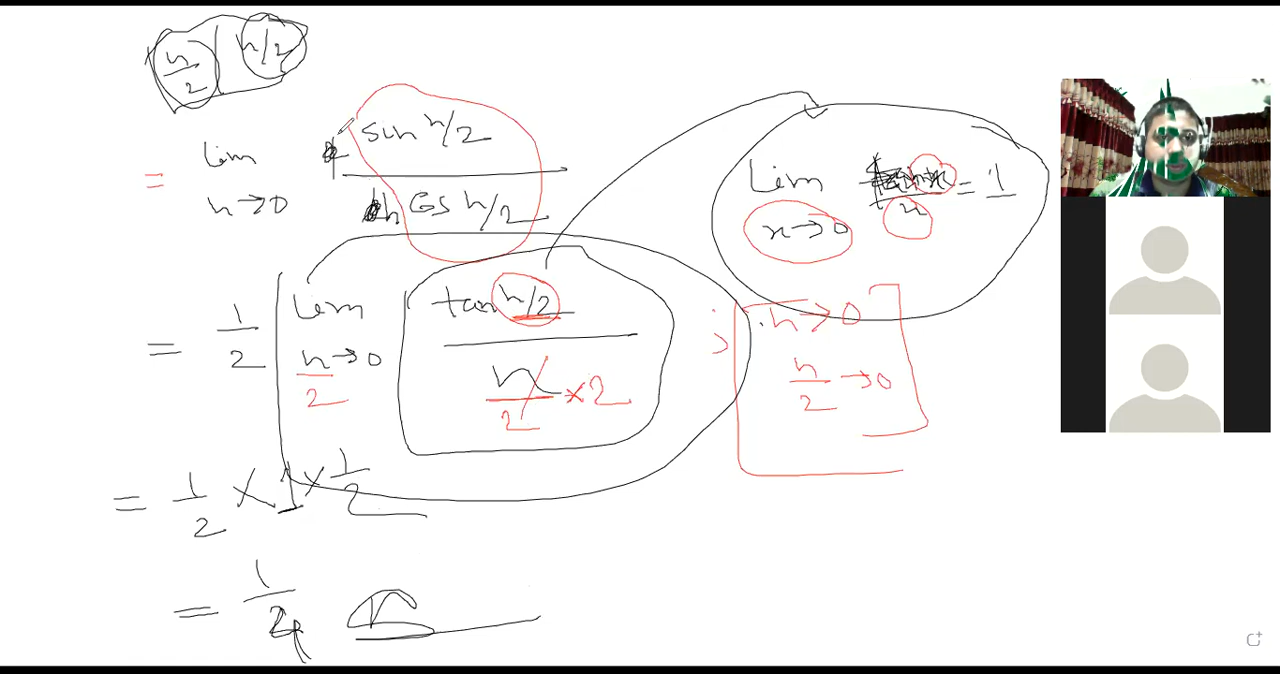 h/2 h/2
= lim h→0 sin h/2 / h Cos h/2
Lim x→0 x = 1
= 1/2 lim h/2→0 tan h/2 / h/2 × 2 ; h→0
h/2 →0
= 1/2 × 1 × 1/2
= 1/4